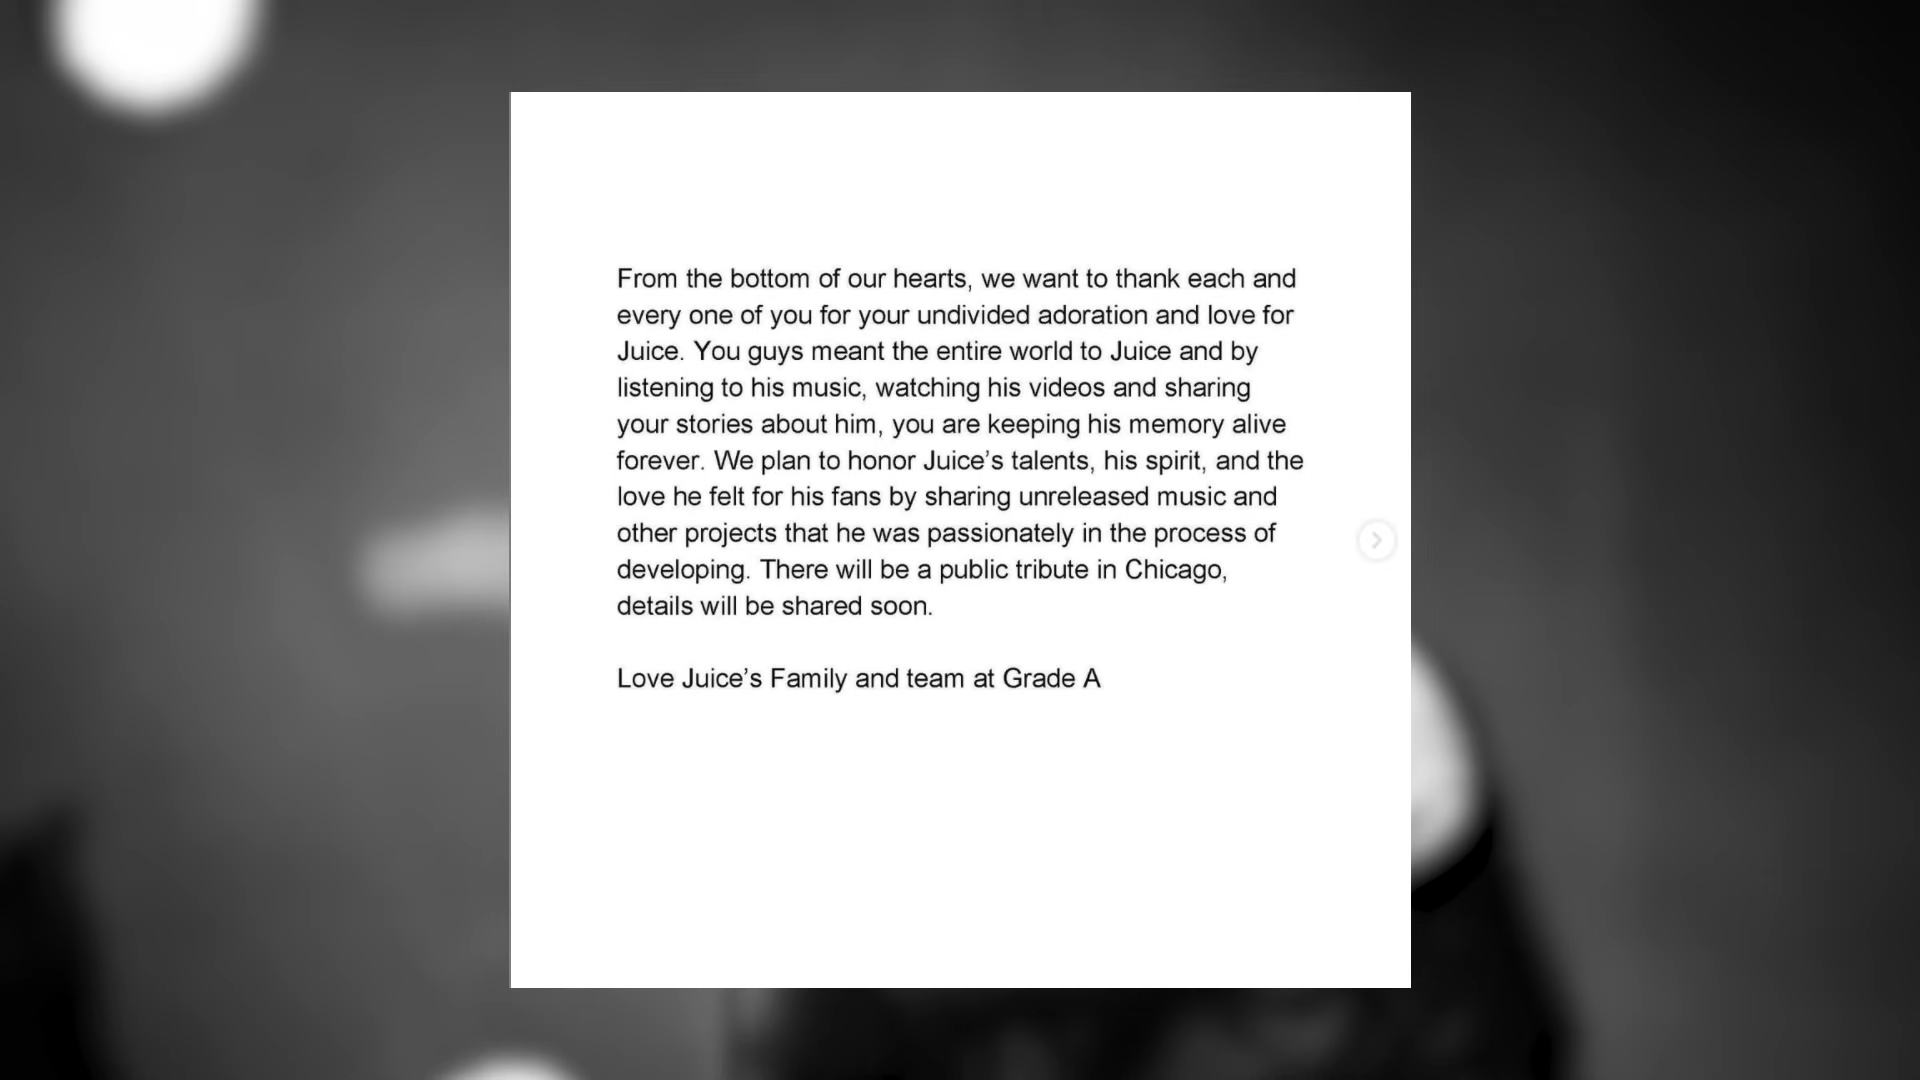 From the bottom of our hearts, we want to thank each and
every one of you for your undivided adoration and love for
Juice. You guys meant the entire world to Juice and by
listening to his music, watching his videos and sharing
your stories about him, you are keeping his memory alive
forever. We plan to honor Juice’s talents, his spirit, and the
love he felt for his fans by sharing unreleased music and
other projects that he was passionately in the process of
developing. There will be a public tribute in Chicago,
details will be shared soon.
Love Juice’s Family and team at Grade A